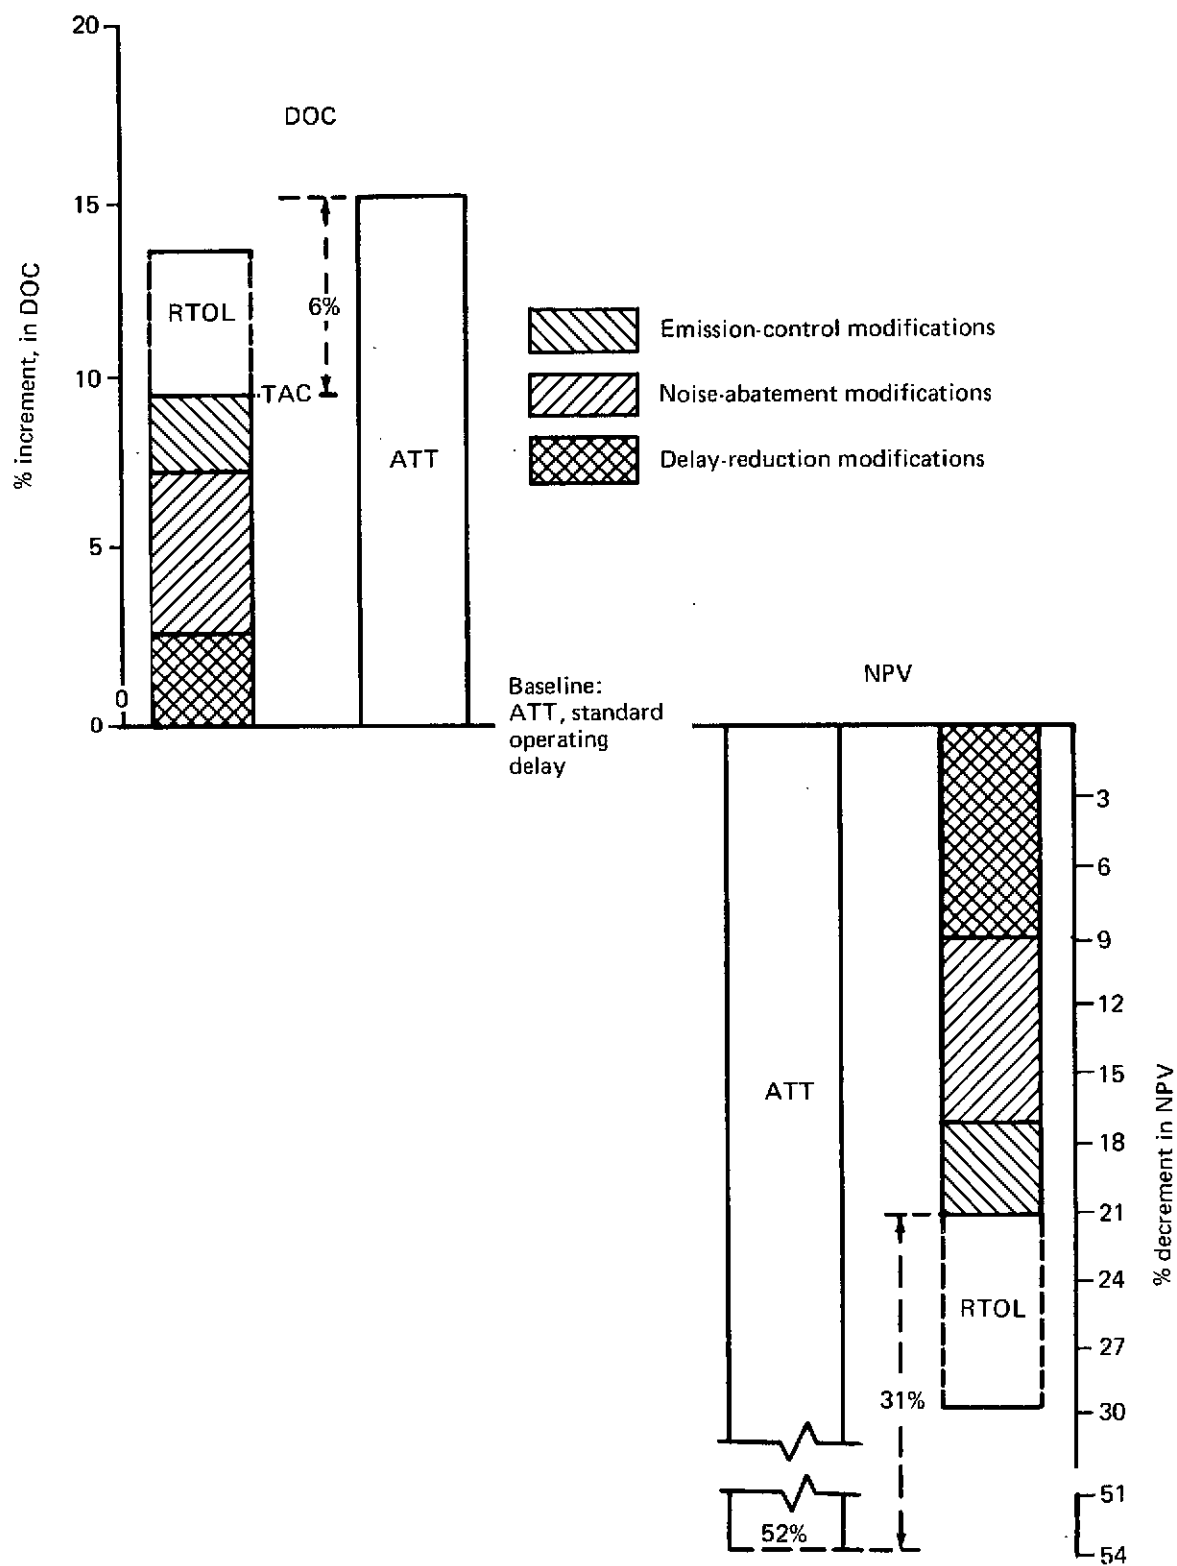 20
DOC
15
RTOL
6%
10
TAC
ATT
% increment, in DOC
5
0
0
Emission-control modifications
Noise-abatement modifications
Delay-reduction modifications
Baseline:
ATT, standard
operating
delay
NPV
3
6
9
12
15
18
21
24
27
30
51
54
% decrement in NPV
ATT
RTOL
31%
52%